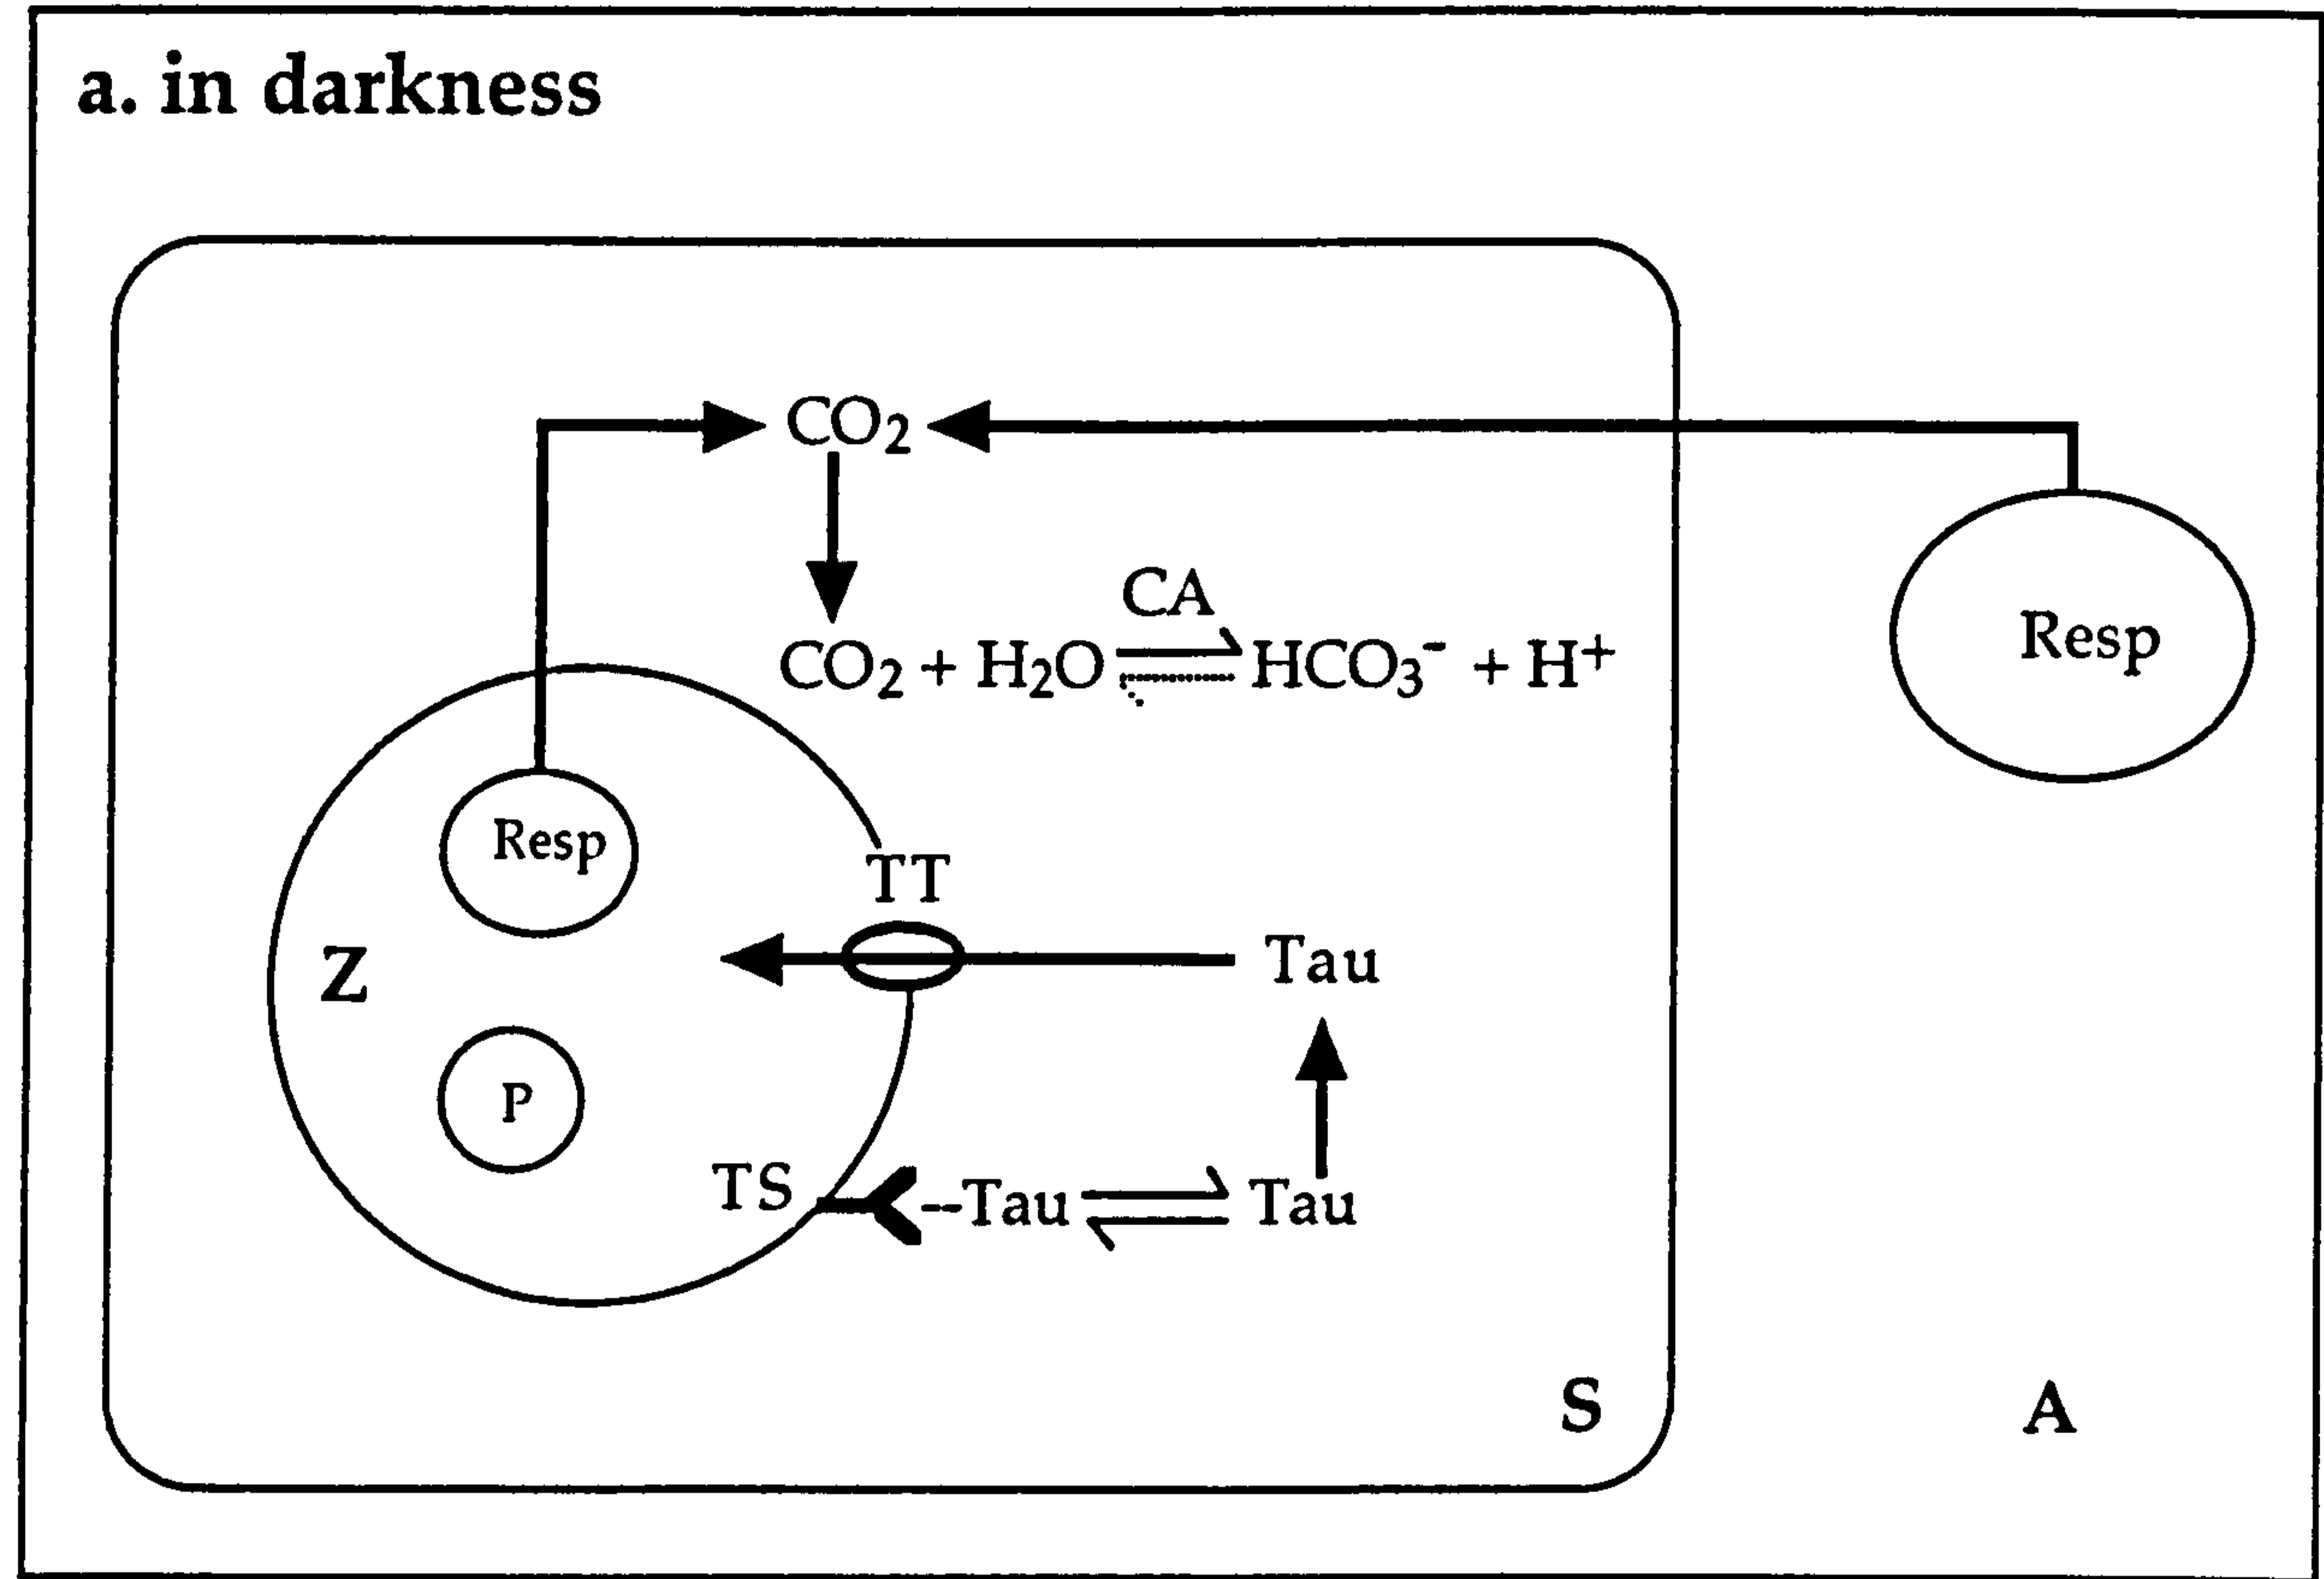 a. in darkness
CO₂
CA
CO₂ + H₂O ⇌ HCO₃⁻ + H⁺
Resp
Resp
TT
Z
Tau
P
TS
--Tau ⇌ Tau
S
A